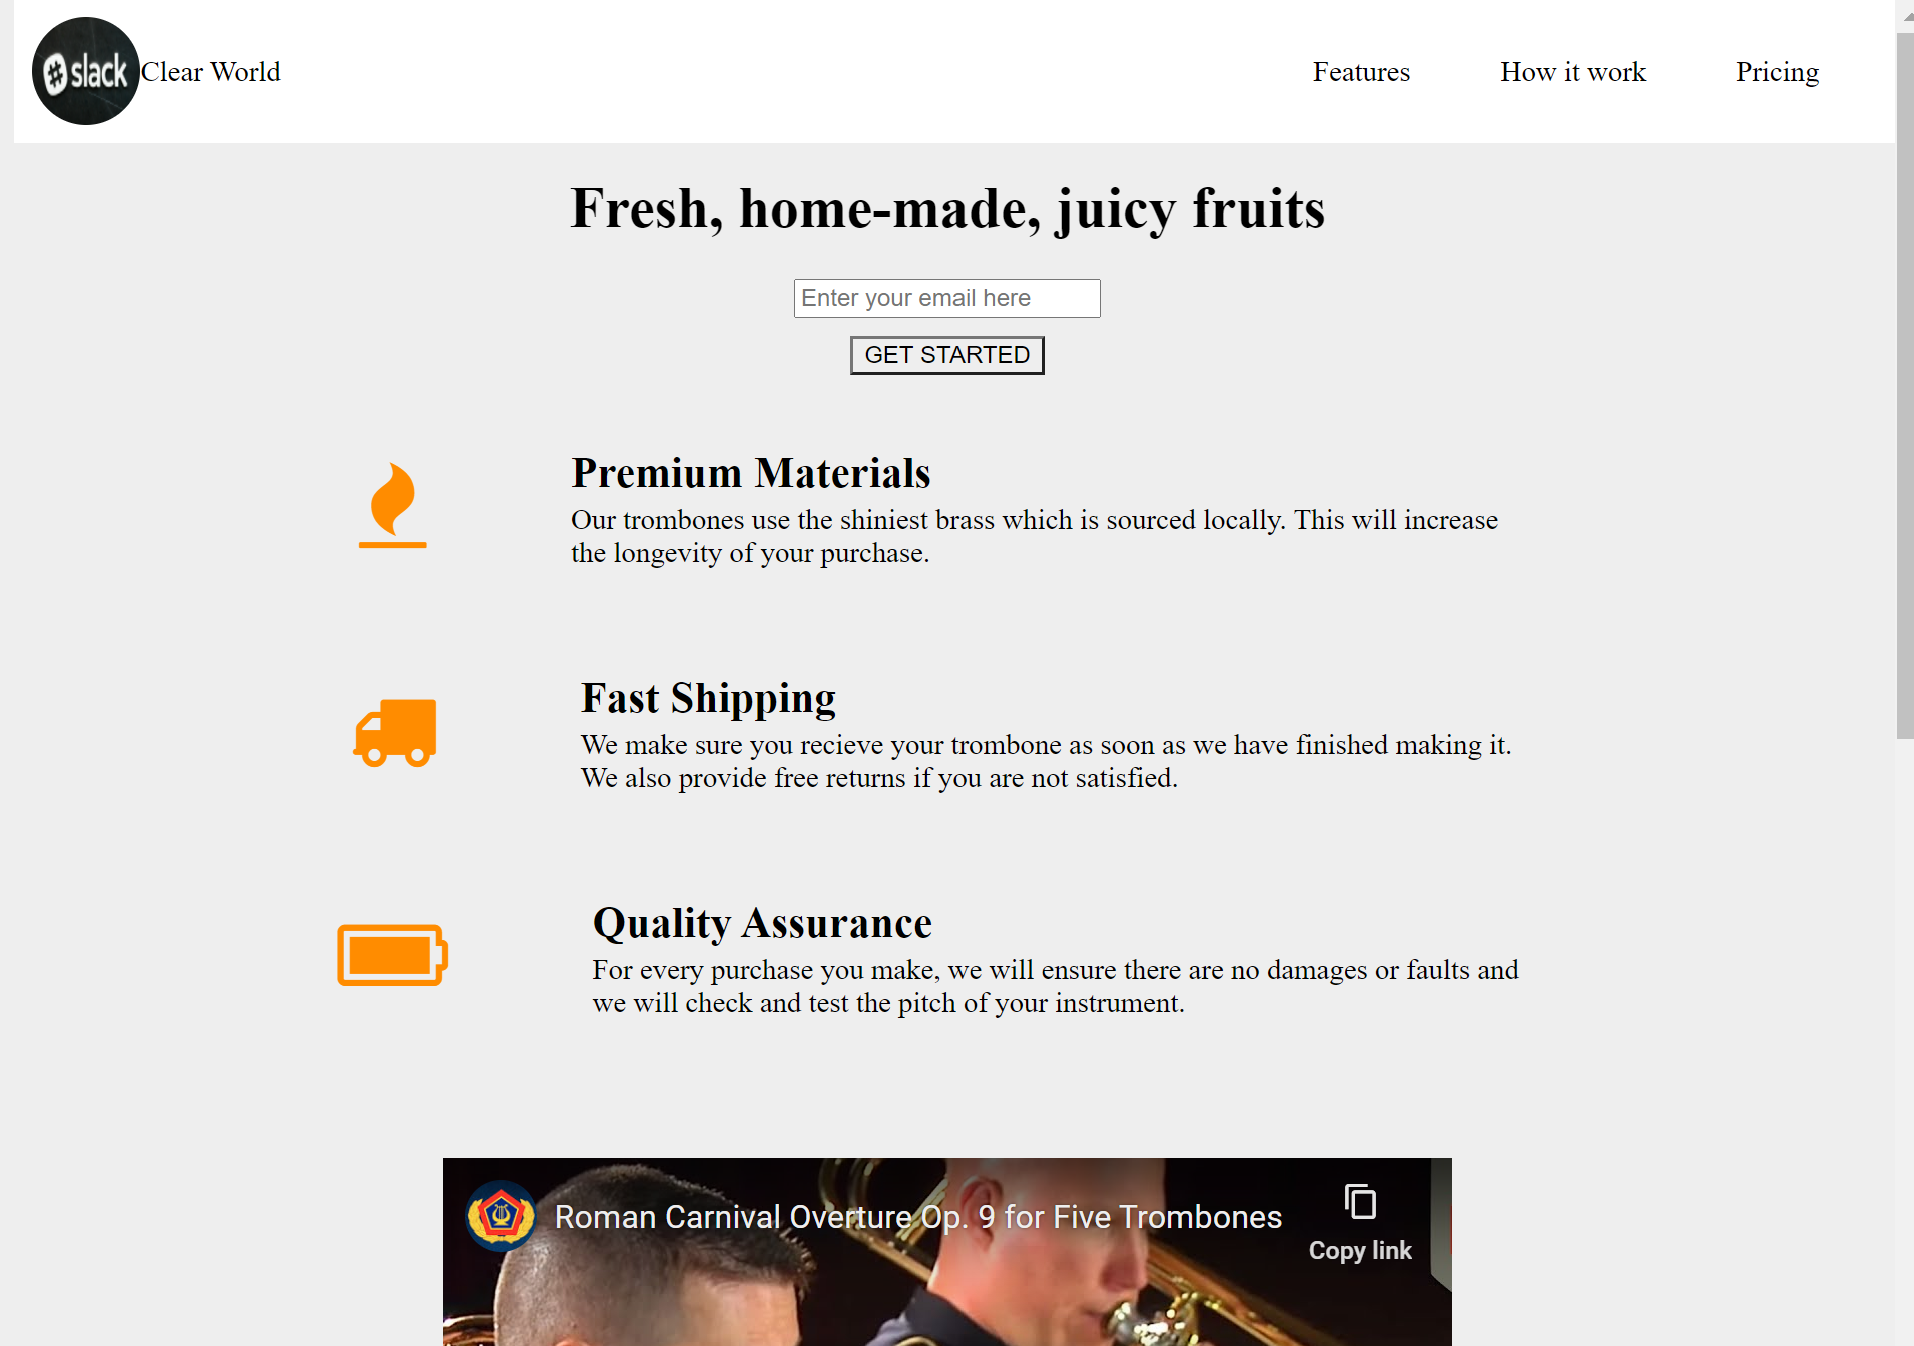 slack
Clear World
Features
How it work
Pricing
Fresh, home-made, juicy fruits
Enter your email here
GET STARTED
Premium Materials
Our trombones use the shiniest brass which is sourced locally. This will increase
the longevity of your purchase.
Fast Shipping
We make sure you recieve your trombone as soon as we have finished making it.
We also provide free returns if you are not satisfied.
Quality Assurance
For every purchase you make, we will ensure there are no damages or faults and
we will check and test the pitch of your instrument.
Roman Carnival Overture Op. 9 for Five Trombones
Copy link